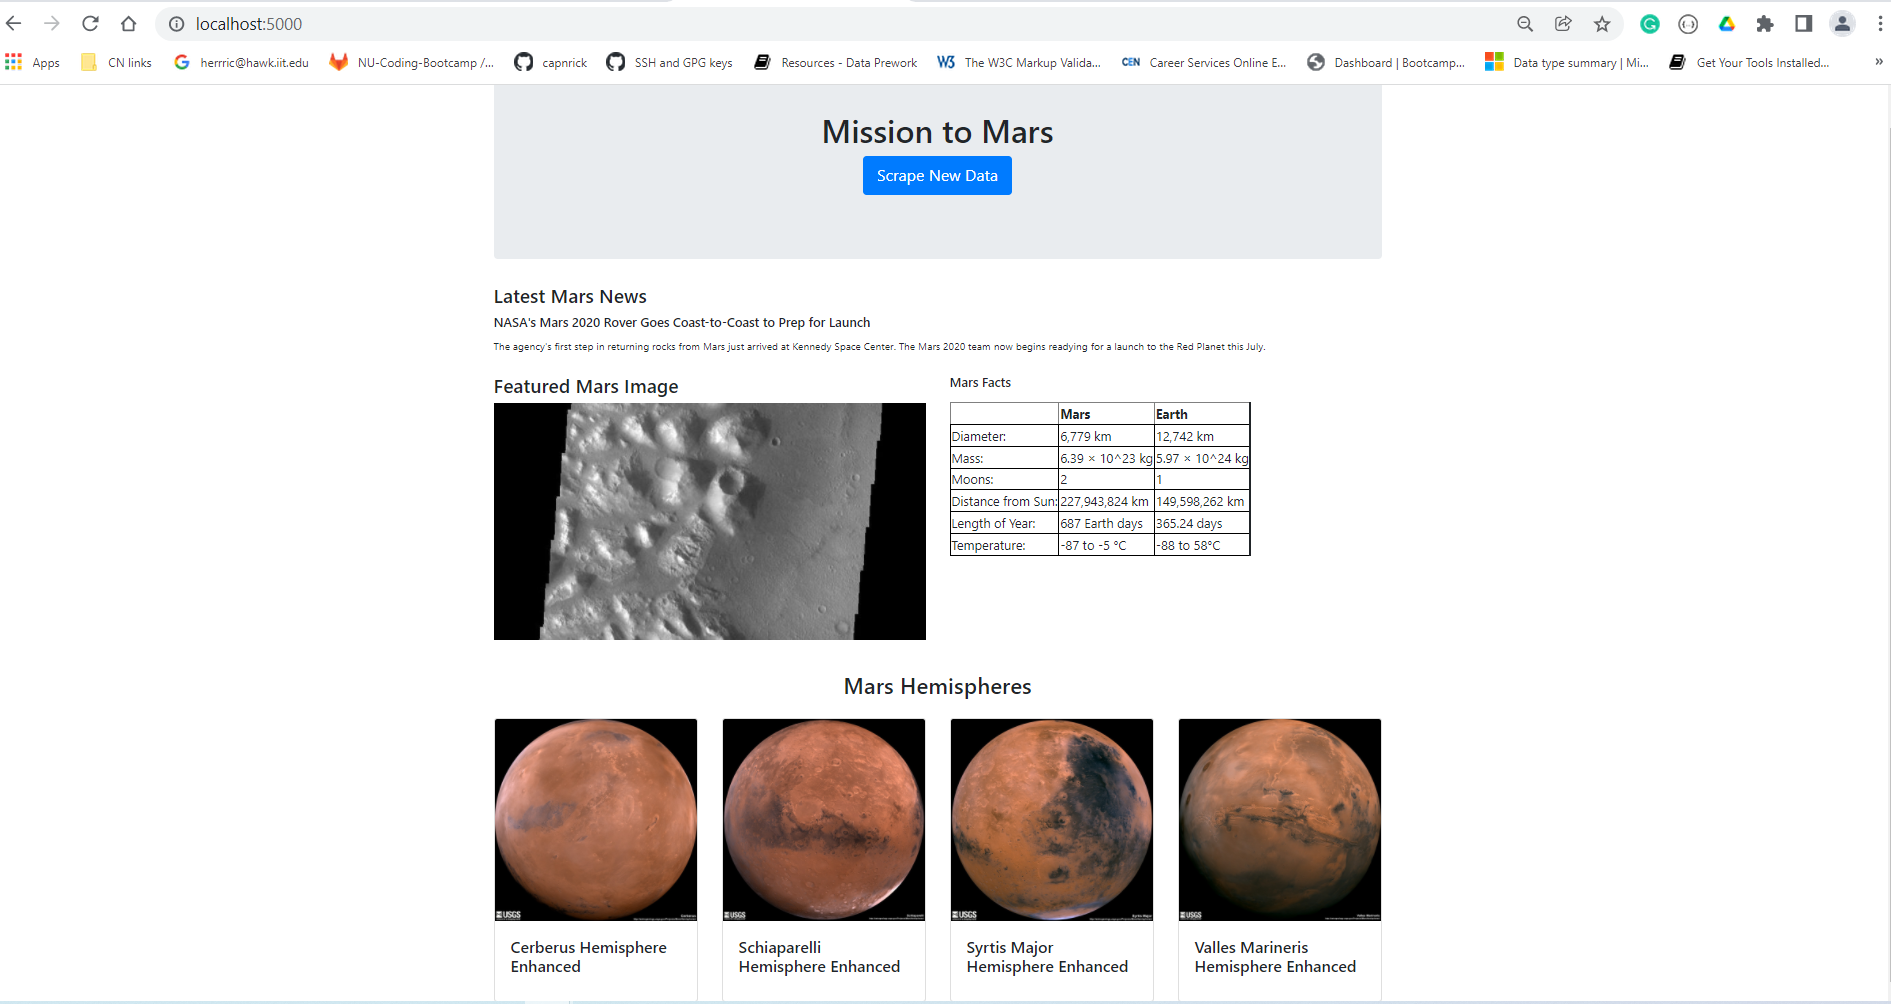 localhost:5000
Apps CN links herrric@hawk.iit.edu NU-Coding-Bootcamp /... capnrick SSH and GPG keys Resources - Data Prework The W3C Markup Valida... CEN Career Services Online E... Dashboard | Bootcamp... Data type summary | Mi... Get Your Tools Installed... »
Mission to Mars
Scrape New Data
Latest Mars News
NASA's Mars 2020 Rover Goes Coast-to-Coast to Prep for Launch
The agency's first step in returning rocks from Mars just arrived at Kennedy Space Center. The Mars 2020 team now begins readying for a launch to the Red Planet this July.
Featured Mars Image
Mars Facts
Mars Earth
Diameter: 6,779 km 12,742 km
Mass: 6.39 × 10^23 kg 5.97 × 10^24 kg
Moons: 2 1
Distance from Sun: 227,943,824 km 149,598,262 km
Length of Year: 687 Earth days 365.24 days
Temperature: -87 to -5 °C -88 to 58°C
Mars Hemispheres
USGS
USGS
USGS
USGS
Cerberus Hemisphere
Enhanced
Schiaparelli
Hemisphere Enhanced
Syrtis Major
Hemisphere Enhanced
Valles Marineris
Hemisphere Enhanced